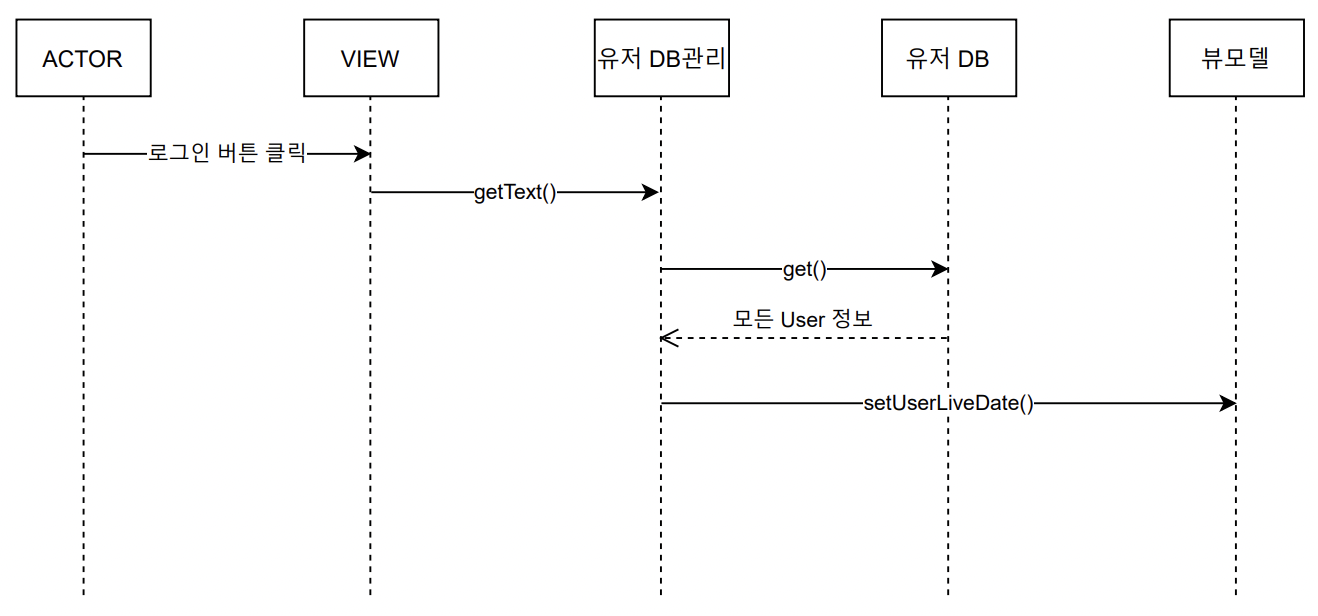 ACTOR
VIEW
유저 DB관리
유저 DB
뷰모델
로그인 버튼 클릭
getText()
get()
모든 User 정보
setUserLiveDate()